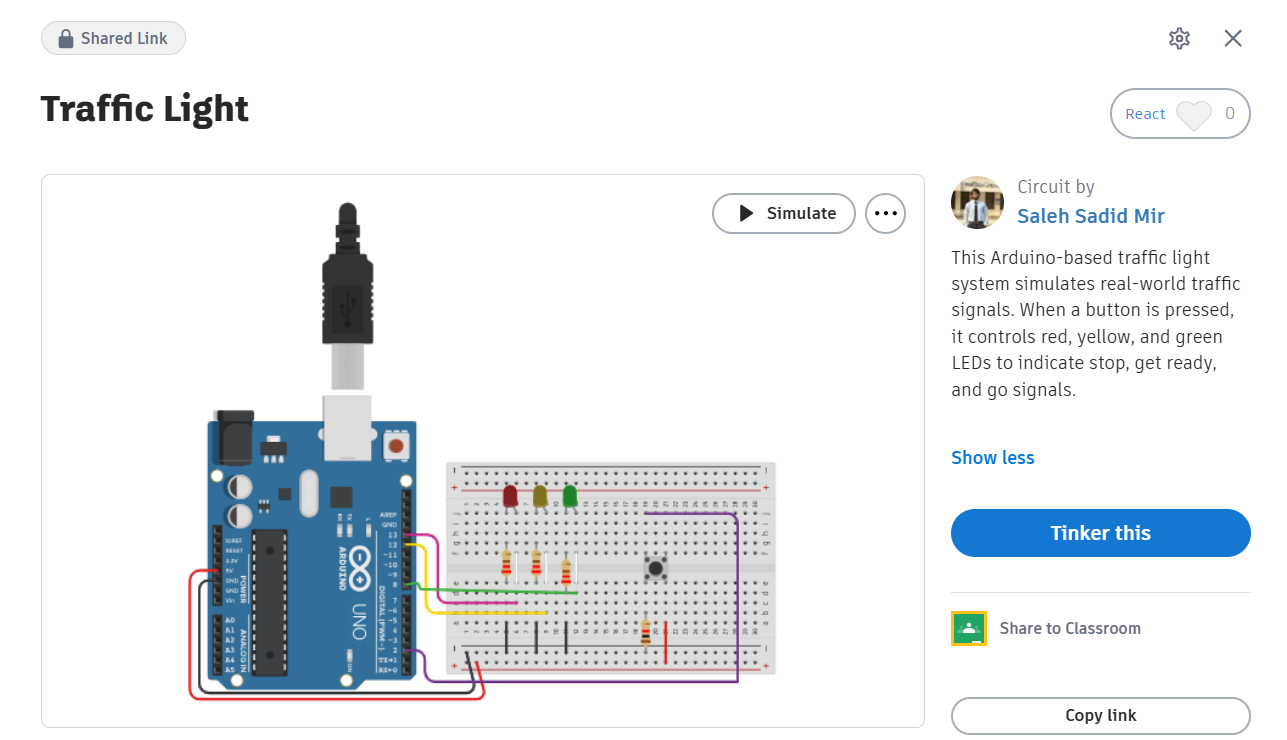 Shared Link
Traffic Light
React 0
Simulate
Circuit by
Saleh Sadid Mir
This Arduino-based traffic light
system simulates real-world traffic
signals. When a button is pressed,
it controls red, yellow, and green
LEDs to indicate stop, get ready,
and go signals.
Show less
Tinker this
Share to Classroom
Copy link
AREF
GND
13
12
~11
~10
~9
8
7
~6
~5
4
~3
2
TX→1
RX←0
IOREF
RESET
3.3V
5V
GND
GND
Vin
A0
A1
A2
A3
A4
A5
POWER
ANALOG IN
DIGITAL (PWM~)
ARDUINO
UNO
TX
RX
L
ON